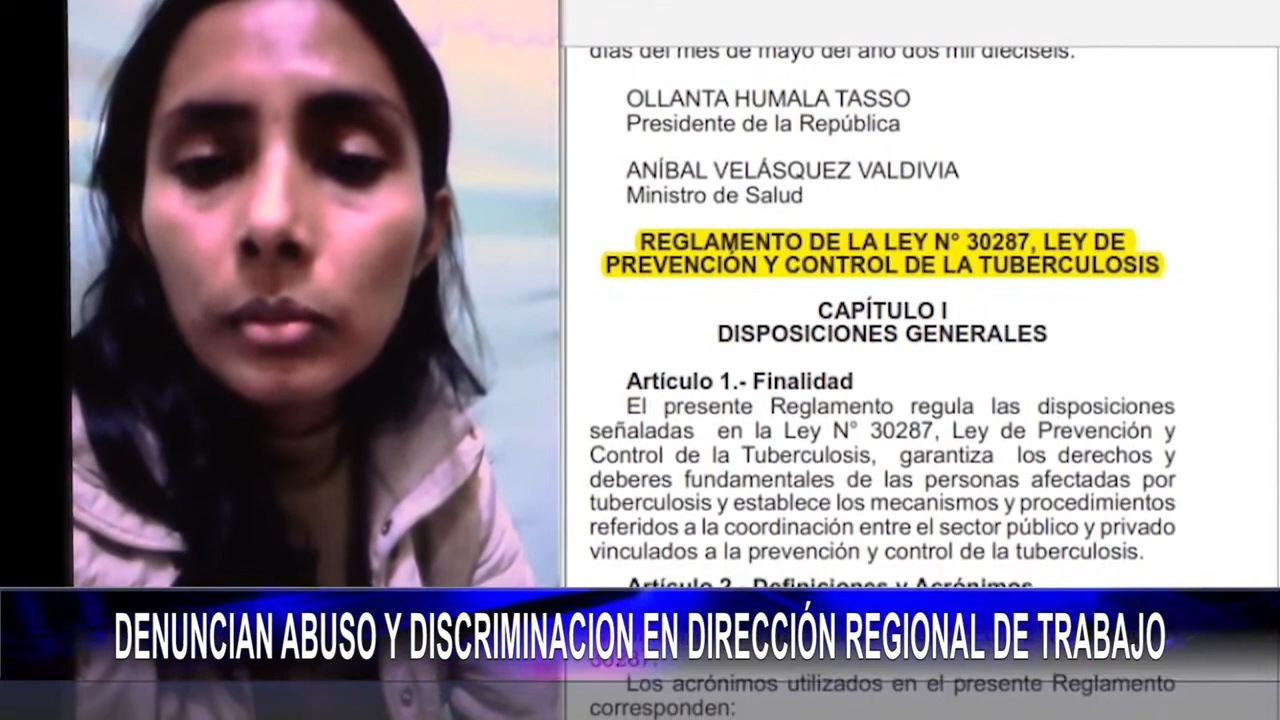 días del mes de mayo del año dos mil dieciséis.
OLLANTA HUMALA TASSO
Presidente de la República
ANÍBAL VELÁSQUEZ VALDIVIA
Ministro de Salud
REGLAMENTO DE LA LEY N° 30287, LEY DE
PREVENCIÓN Y CONTROL DE LA TUBERCULOSIS
CAPÍTULO I
DISPOSICIONES GENERALES
Artículo 1.- Finalidad
El presente Reglamento regula las disposiciones
señaladas en la Ley N° 30287, Ley de Prevención y
Control de la Tuberculosis, garantiza los derechos y
deberes fundamentales de las personas afectadas por
tuberculosis y establece los mecanismos y procedimientos
referidos a la coordinación entre el sector público y privado
vinculados a la prevención y control de la tuberculosis.
Artículo 2.- Definiciones y Acrónimos
DENUNCIAN ABUSO Y DISCRIMINACION EN DIRECCIÓN REGIONAL DE TRABAJO
30287,
Los acrónimos utilizados en el presente Reglamento
corresponden: